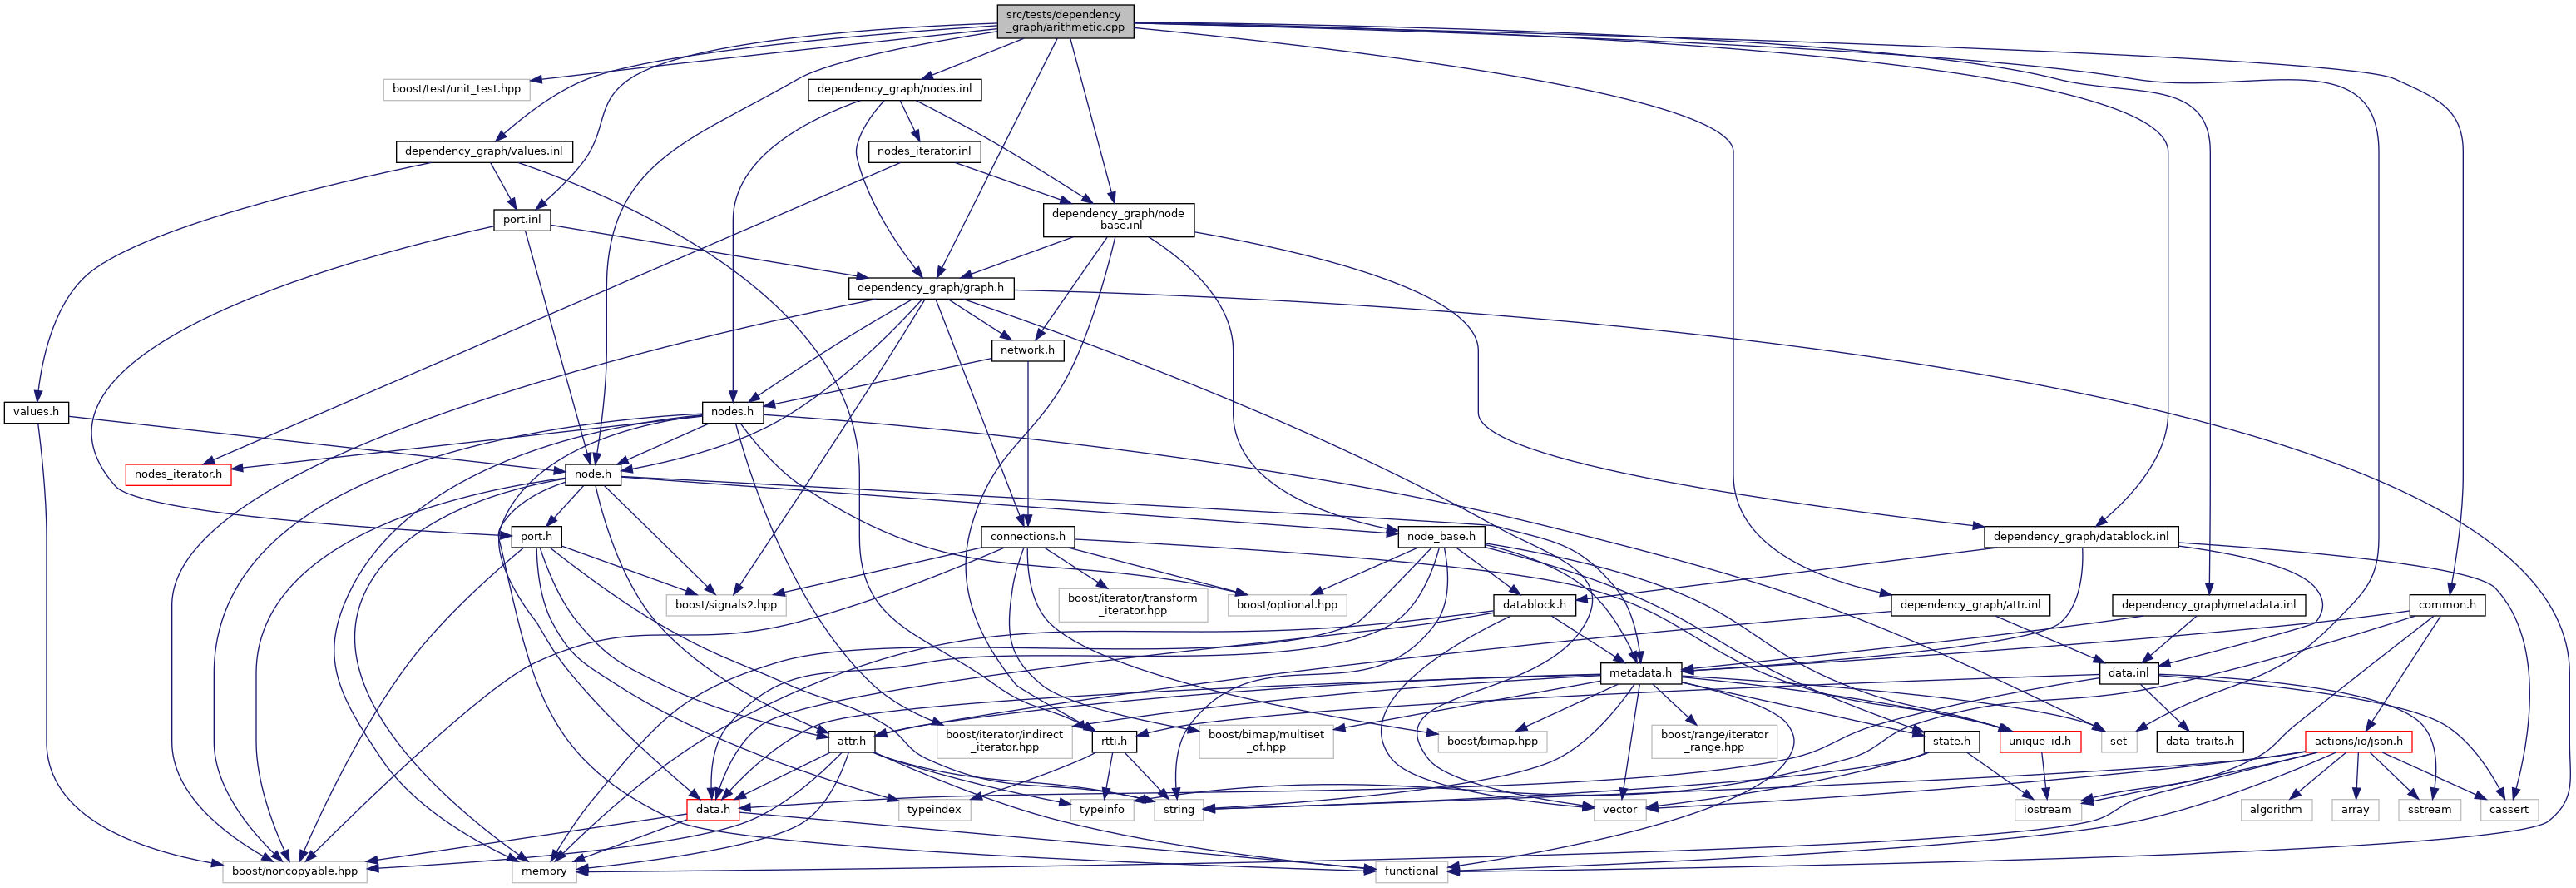 src/tests/dependency
_graph/arithmetic.cpp
boost/test/unit_test.hpp
dependency_graph/nodes.inl
dependency_graph/values.inl
nodes_iterator.inl
port.inl
dependency_graph/node
_base.inl
dependency_graph/graph.h
network.h
values.h
nodes.h
nodes_iterator.h
node.h
port.h
connections.h
node_base.h
dependency_graph/datablock.inl
boost/signals2.hpp
boost/iterator/transform
_iterator.hpp
boost/optional.hpp
datablock.h
dependency_graph/attr.inl
dependency_graph/metadata.inl
common.h
metadata.h
data.inl
attr.h
boost/iterator/indirect
_iterator.hpp
rtti.h
boost/bimap/multiset
_of.hpp
boost/bimap.hpp
boost/range/iterator
_range.hpp
state.h
unique_id.h
set
data_traits.h
actions/io/json.h
data.h
typeindex
typeinfo
string
vector
iostream
algorithm
array
sstream
cassert
boost/noncopyable.hpp
memory
functional